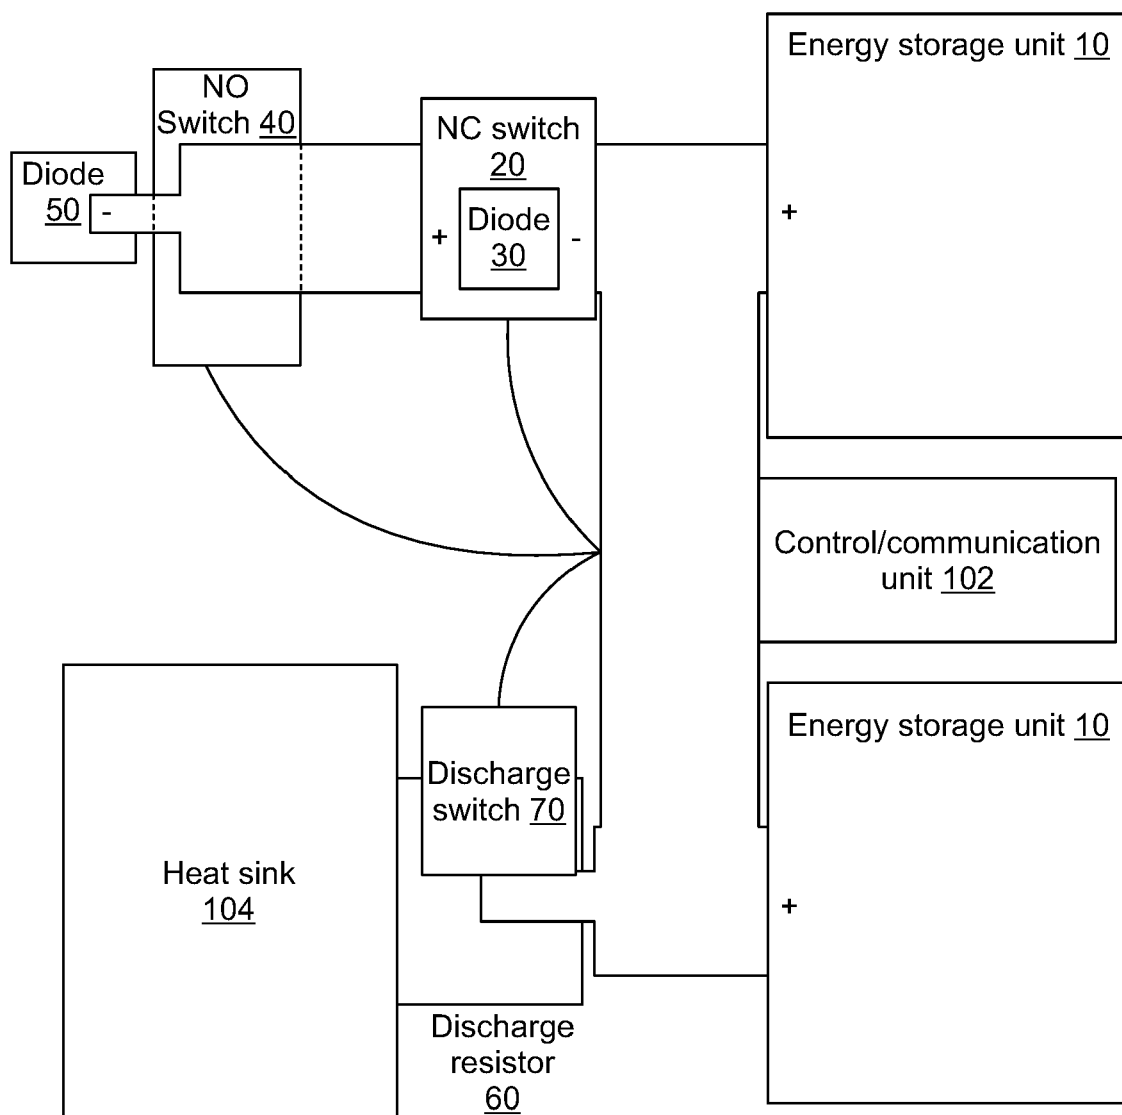 Energy storage unit 10
NO
Switch 40
NC switch
20
Diode
50
-
+
Diode
30
-
+
Control/communication
unit 102
Energy storage unit 10
Discharge
switch 70
Heat sink
104
+
Discharge
resistor
60